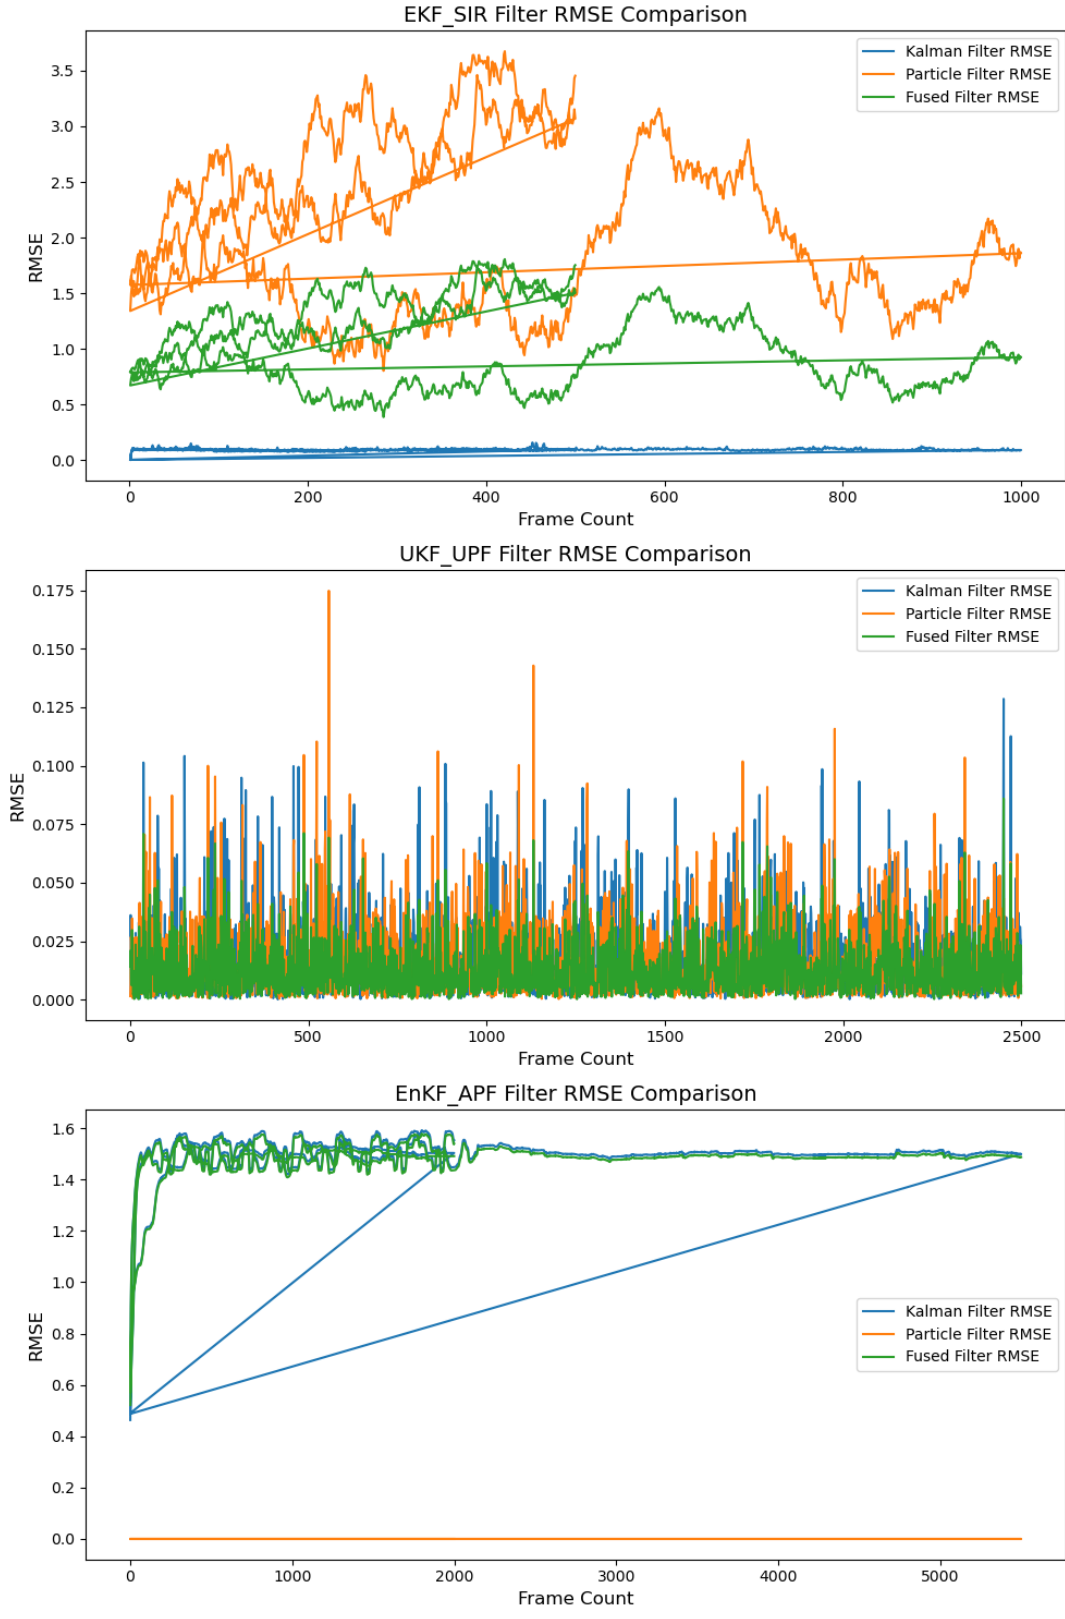 EKF_SIR Filter RMSE Comparison
Kalman Filter RMSE
Particle Filter RMSE
Fused Filter RMSE
3.5
3.0
2.5
2.0
1.5
1.0
0.5
0.0
RMSE
0 200 400 600 800 1000
Frame Count
UKF_UPF Filter RMSE Comparison
Kalman Filter RMSE
Particle Filter RMSE
Fused Filter RMSE
0.175
0.150
0.125
0.100
0.075
0.050
0.025
0.000
RMSE
0 500 1000 1500 2000 2500
Frame Count
EnKF_APF Filter RMSE Comparison
1.6
1.4
1.2
1.0
0.8
0.6
0.4
0.2
0.0
RMSE
Kalman Filter RMSE
Particle Filter RMSE
Fused Filter RMSE
0 1000 2000 3000 4000 5000
Frame Count